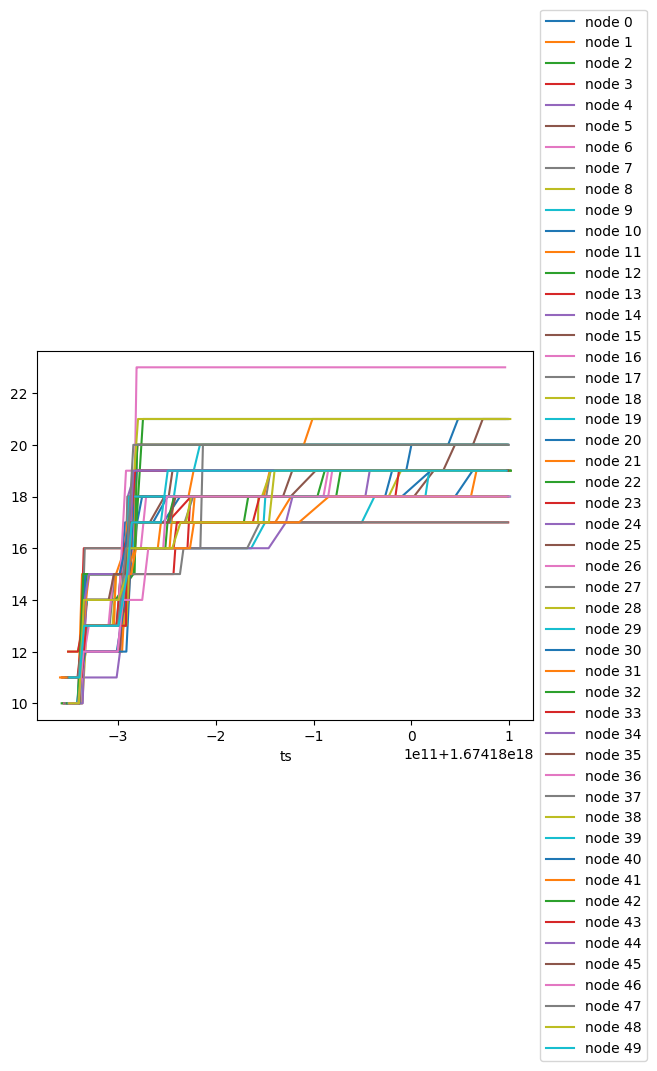 22
20
18
16
14
12
10
−3
−2
−1
0
1
ts
1e11+1.67418e18
node 0
node 1
node 2
node 3
node 4
node 5
node 6
node 7
node 8
node 9
node 10
node 11
node 12
node 13
node 14
node 15
node 16
node 17
node 18
node 19
node 20
node 21
node 22
node 23
node 24
node 25
node 26
node 27
node 28
node 29
node 30
node 31
node 32
node 33
node 34
node 35
node 36
node 37
node 38
node 39
node 40
node 41
node 42
node 43
node 44
node 45
node 46
node 47
node 48
node 49